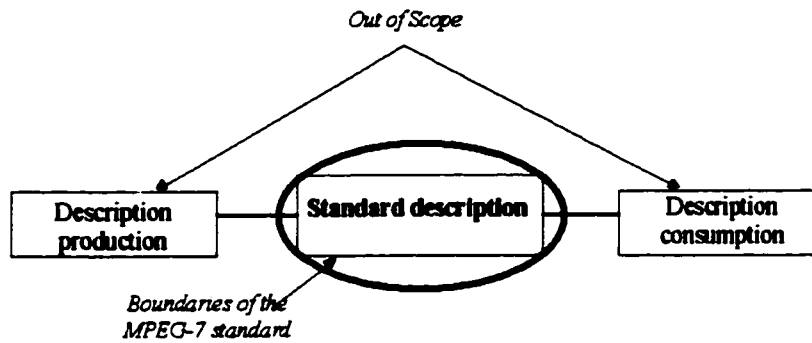 Out of Scope
Description
production
Standard description
Description
consumption
Boundaries of the
MPEG-7 standard